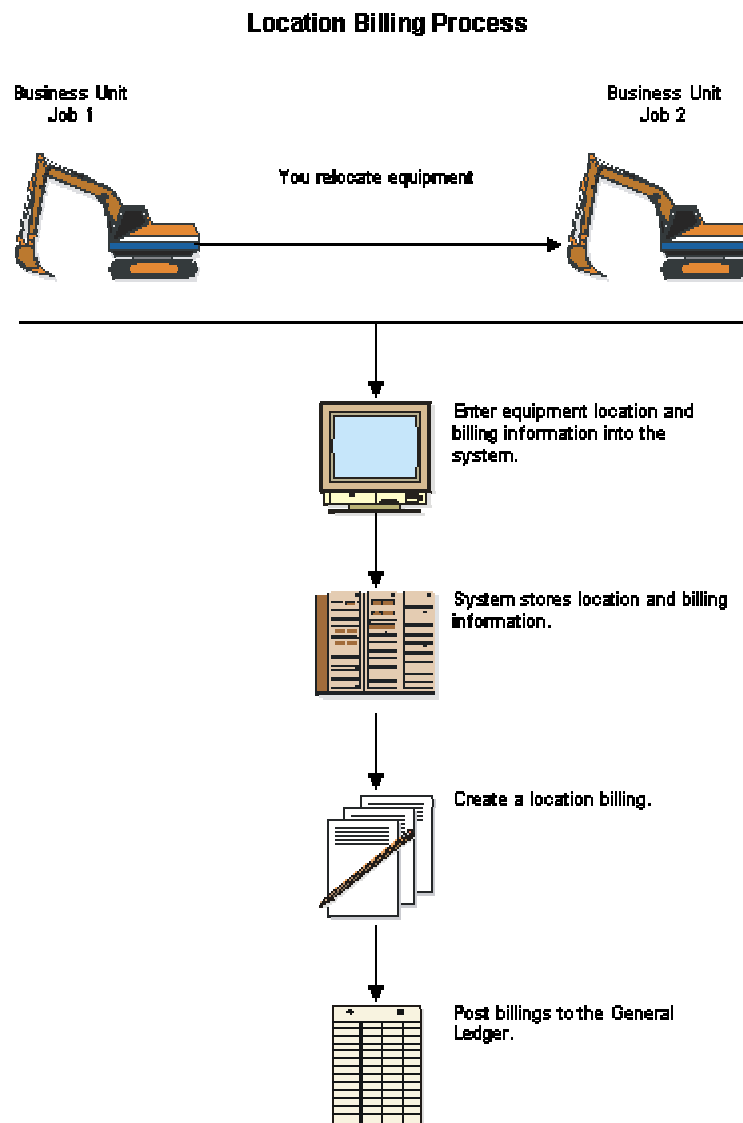 Location Billing Process
Business Unit
Job 1
Business Unit
Job 2
You relocate equipment
Enter equipment location and
billing information into the
system.
System stores location and billing
information.
Create a location billing.
Post billings to the General
Ledger.